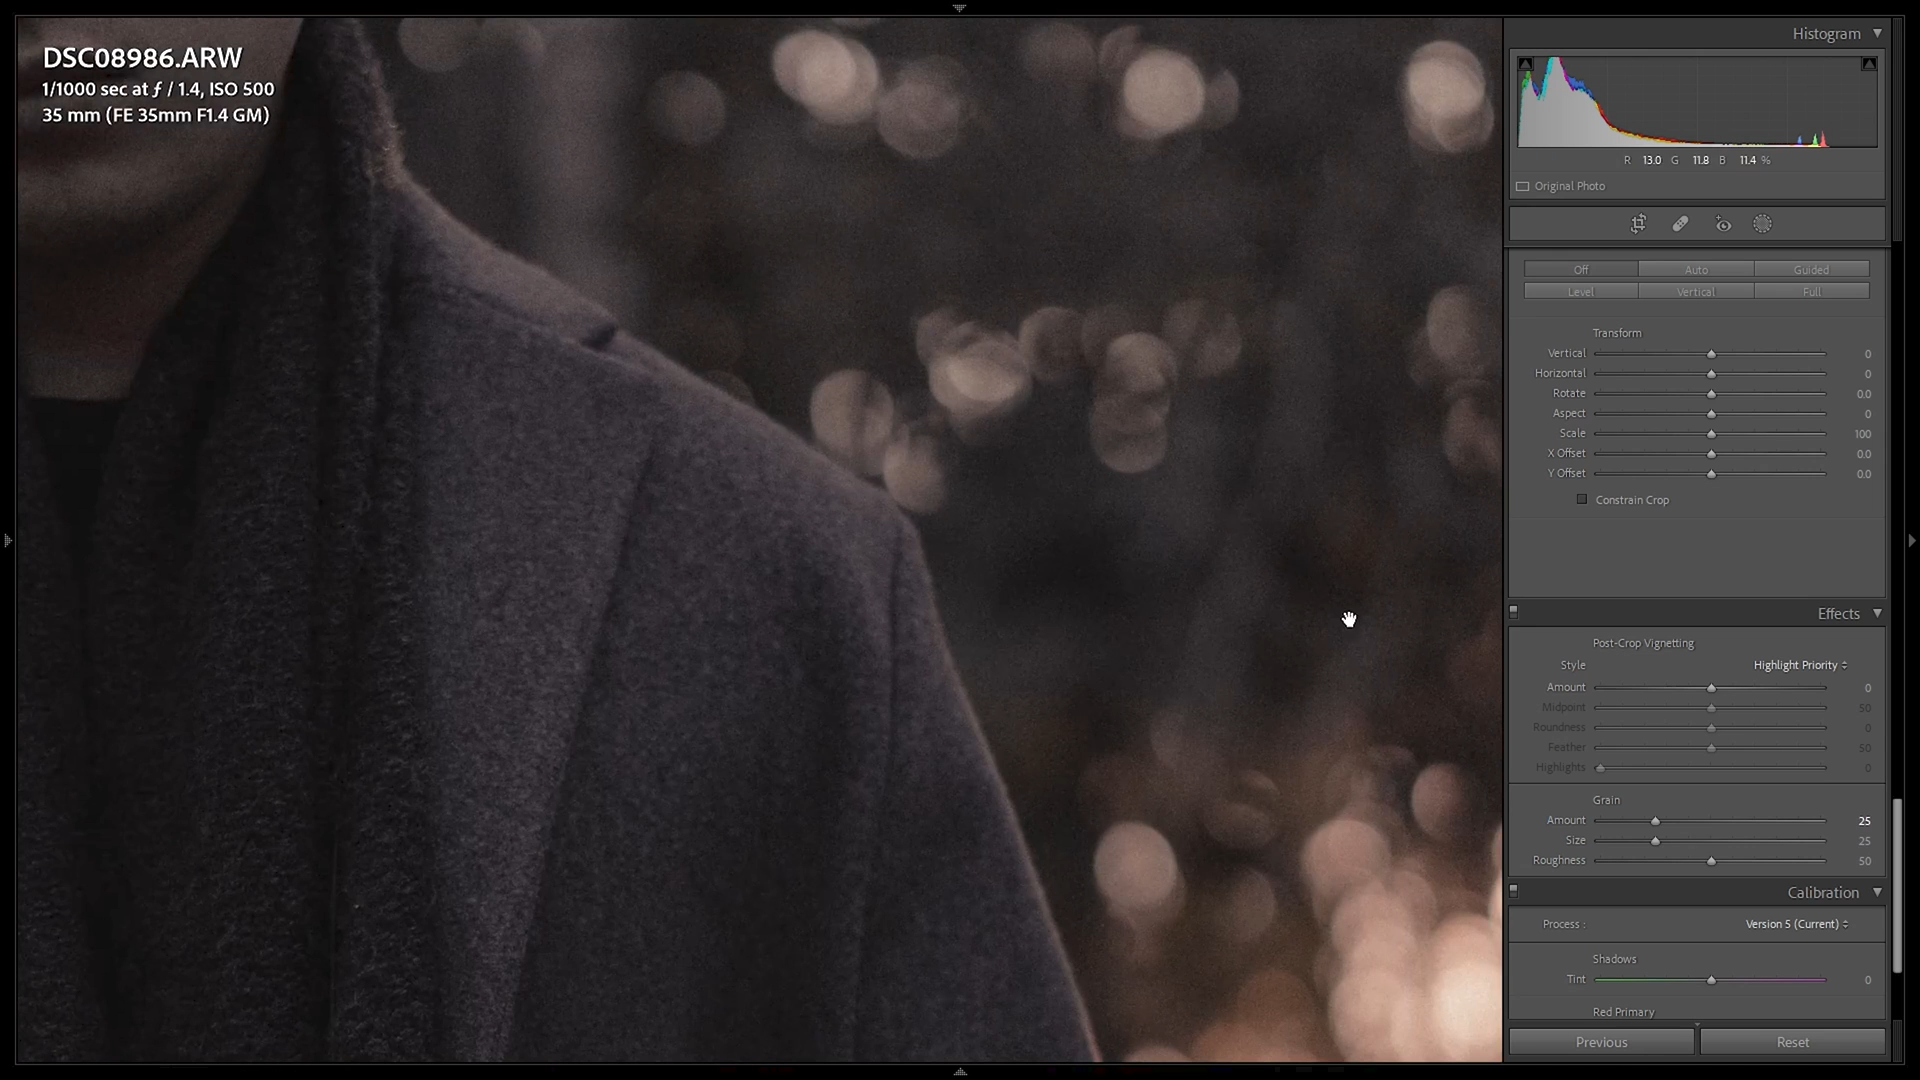 DSC08986.ARW
1/1000 sec at ƒ / 1.4, ISO 500
35 mm (FE 35mm F1.4 GM)
Histogram
R 13.0 G 11.8 B 11.4 %
Original Photo
Off Auto Guided
Level Vertical Full
Transform
Vertical 0
Horizontal 0
Rotate 0.0
Aspect 0
Scale 100
X Offset 0.0
Y Offset 0.0
Constrain Crop
Effects
Post-Crop Vignetting
Style Highlight Priority
Amount 0
Midpoint 50
Roundness 0
Feather 50
Highlights 0
Grain
Amount 25
Size 25
Roughness 50
Calibration
Process : Version 5 (Current)
Shadows
Tint 0
Red Primary
Previous Reset